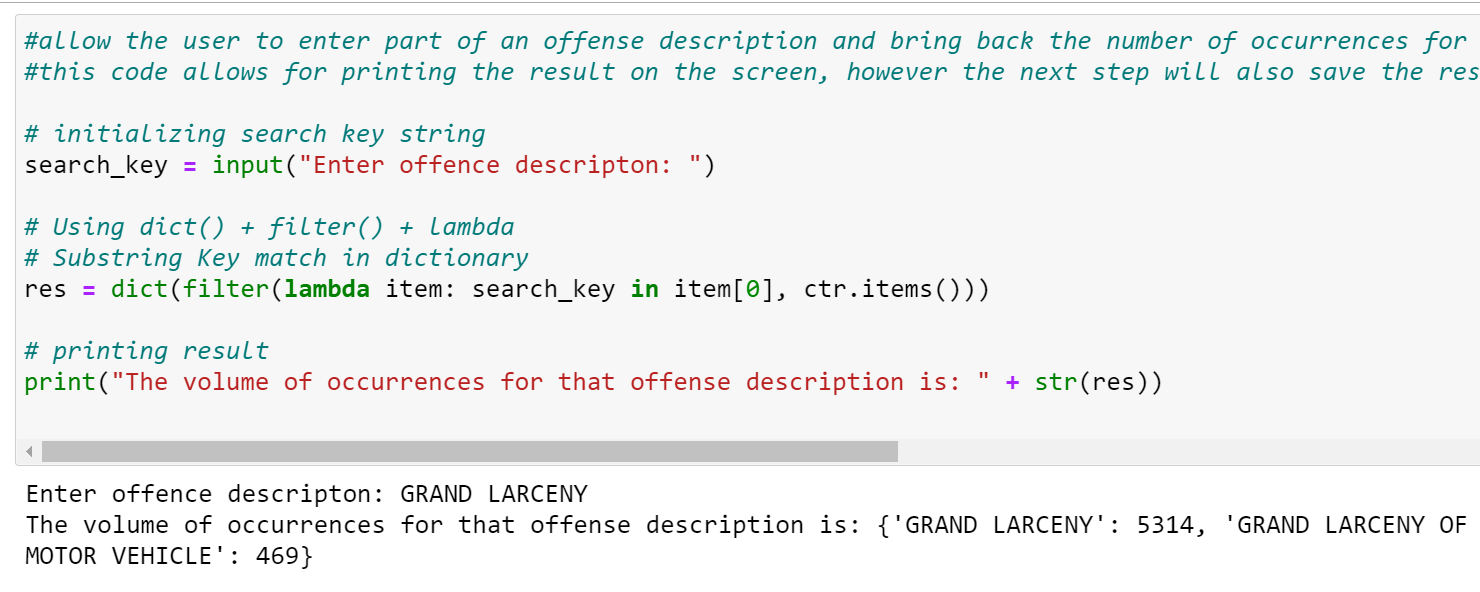 #allow the user to enter part of an offense description and bring back the number of occurrences for
#this code allows for printing the result on the screen, however the next step will also save the res
# initializing search key string
search_key = input("Enter offence descripton: ")
# Using dict() + filter() + lambda
# Substring Key match in dictionary
res = dict(filter(lambda item: search_key in item[0], ctr.items()))
# printing result
print("The volume of occurrences for that offense description is: " + str(res))
Enter offence descripton: GRAND LARCENY
The volume of occurrences for that offense description is: {'GRAND LARCENY': 5314, 'GRAND LARCENY OF
MOTOR VEHICLE': 469}